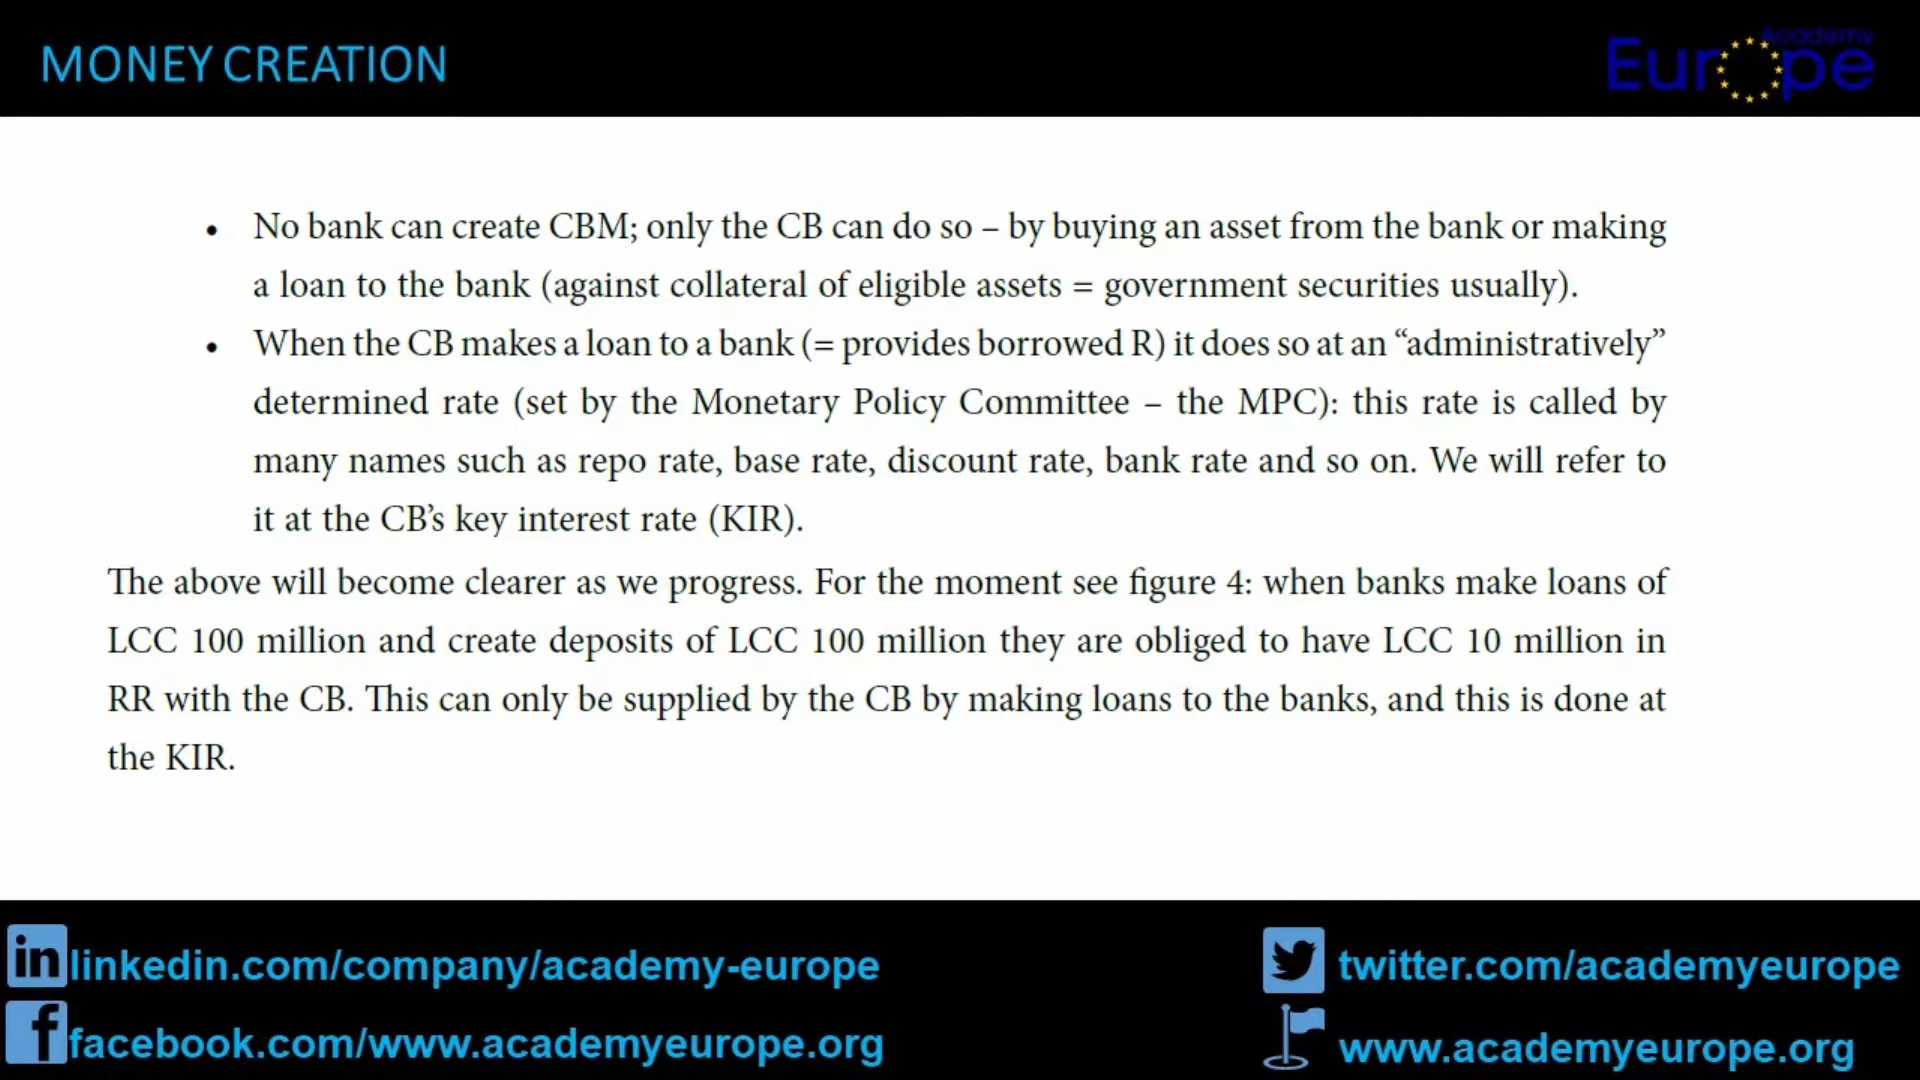 MONEY CREATION
Academy
Europe
• No bank can create CBM; only the CB can do so – by buying an asset from the bank or making
a loan to the bank (against collateral of eligible assets = government securities usually).
• When the CB makes a loan to a bank (= provides borrowed R) it does so at an “administratively”
determined rate (set by the Monetary Policy Committee – the MPC): this rate is called by
many names such as repo rate, base rate, discount rate, bank rate and so on. We will refer to
it at the CB’s key interest rate (KIR).
The above will become clearer as we progress. For the moment see figure 4: when banks make loans of
LCC 100 million and create deposits of LCC 100 million they are obliged to have LCC 10 million in
RR with the CB. This can only be supplied by the CB by making loans to the banks, and this is done at
the KIR.
in linkedin.com/company/academy-europe
twitter.com/academyeurope
f facebook.com/www.academyeurope.org
www.academyeurope.org